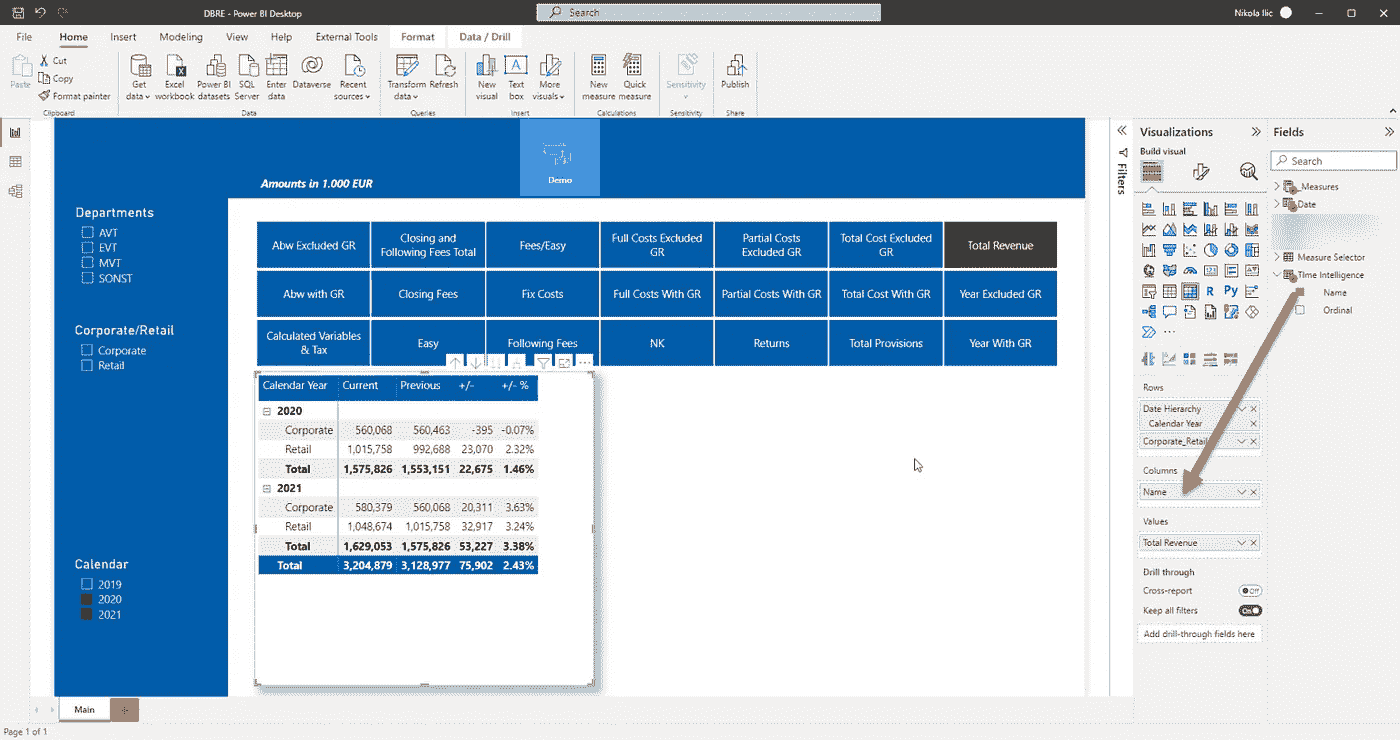 DBRE - Power BI Desktop
Search
Nikola Ilic
File Home Insert Modeling View Help External Tools Format Data / Drill
Paste
Cut
Copy
Format painter
Get data
Excel workbook
Power BI datasets
SQL Server
Enter data
Dataverse
Recent sources
Transform data
Refresh
New visual
Text box
More visuals
New measure
Quick measure
Sensitivity
Publish
Clipboard Data Queries Insert Calculations Sensitivity Share
Amounts in 1.000 EUR
Demo
Departments
AVT
EVT
MVT
SONST
Corporate/Retail
Corporate
Retail
Calendar
2019
2020
2021
Abw Excluded GR
Closing and Following Fees Total
Fees/Easy
Full Costs Excluded GR
Partial Costs Excluded GR
Total Cost Excluded GR
Total Revenue
Abw with GR
Closing Fees
Fix Costs
Full Costs With GR
Partial Costs With GR
Total Cost With GR
Year Excluded GR
Calculated Variables & Tax
Easy
Following Fees
NK
Returns
Total Provisions
Year With GR
Calendar Year Current Previous +/- +/- %
2020
Corporate 560,068 560,463 -395 -0.07%
Retail 1,015,758 992,688 23,070 2.32%
Total 1,575,826 1,553,151 22,675 1.46%
2021
Corporate 580,379 560,068 20,311 3.63%
Retail 1,048,674 1,015,758 32,917 3.24%
Total 1,629,053 1,575,826 53,227 3.38%
Total 3,204,879 3,128,977 75,902 2.43%
Filters
Visualizations
Build visual
R Py
Rows
Date Hierarchy
Calendar Year
Corporate_Retail
Columns
Name
Values
Total Revenue
Drill through
Cross-report
Off
Keep all filters
Add drill-through fields here
Fields
Search
_Measures
Date
Measure Selector
Time Intelligence
Name
Ordinal
Main
+
Page 1 of 1